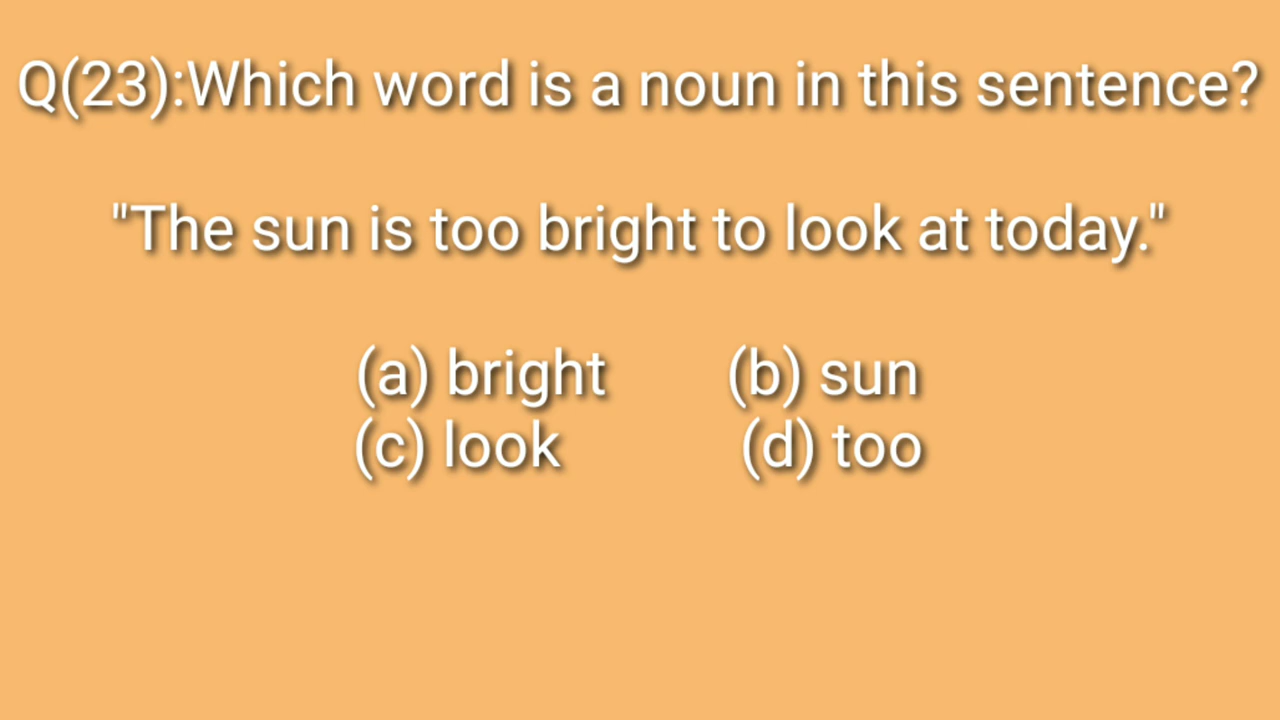 Q(23):Which word is a noun in this sentence?
"The sun is too bright to look at today."
(a) bright (b) sun
(c) look (d) too